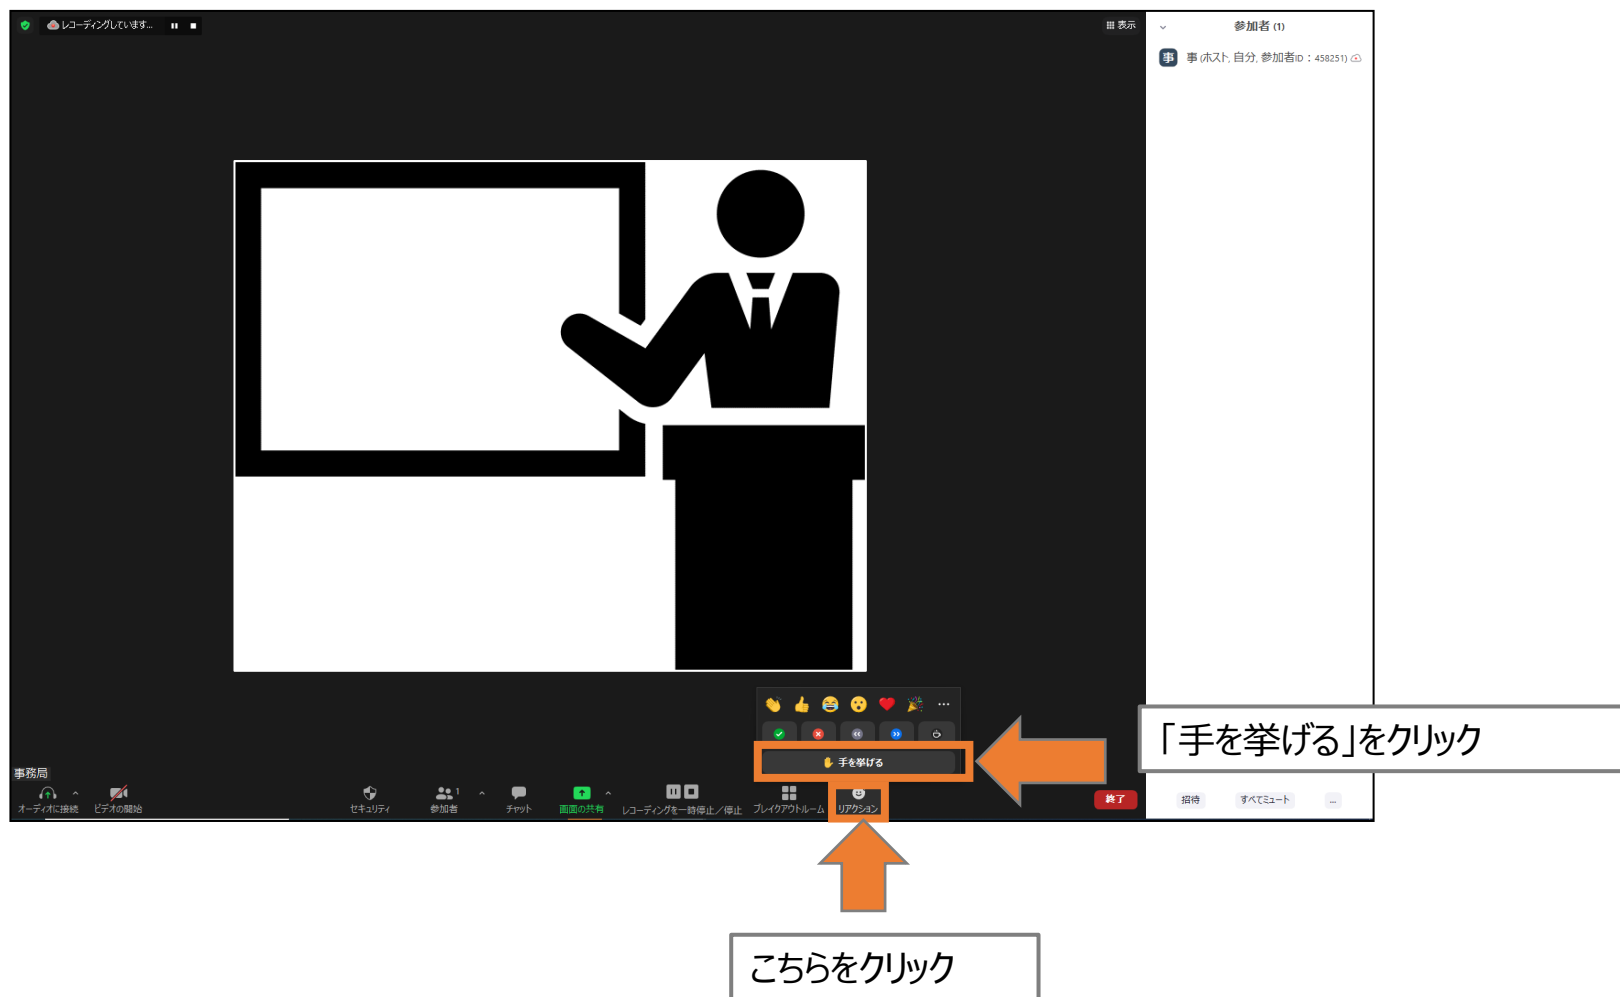 レコーディングしています...
表示
参加者 (1)
事 事 (ホスト, 自分, 参加者ID：458251)
手を挙げる
「手を挙げる」をクリック
事務局
オーディオに接続 ビデオの開始 セキュリティ 参加者 1 チャット 画面の共有 レコーディングを一時停止／停止 ブレイクアウトルーム リアクション 終了
招待 すべてミュート ...
こちらをクリック